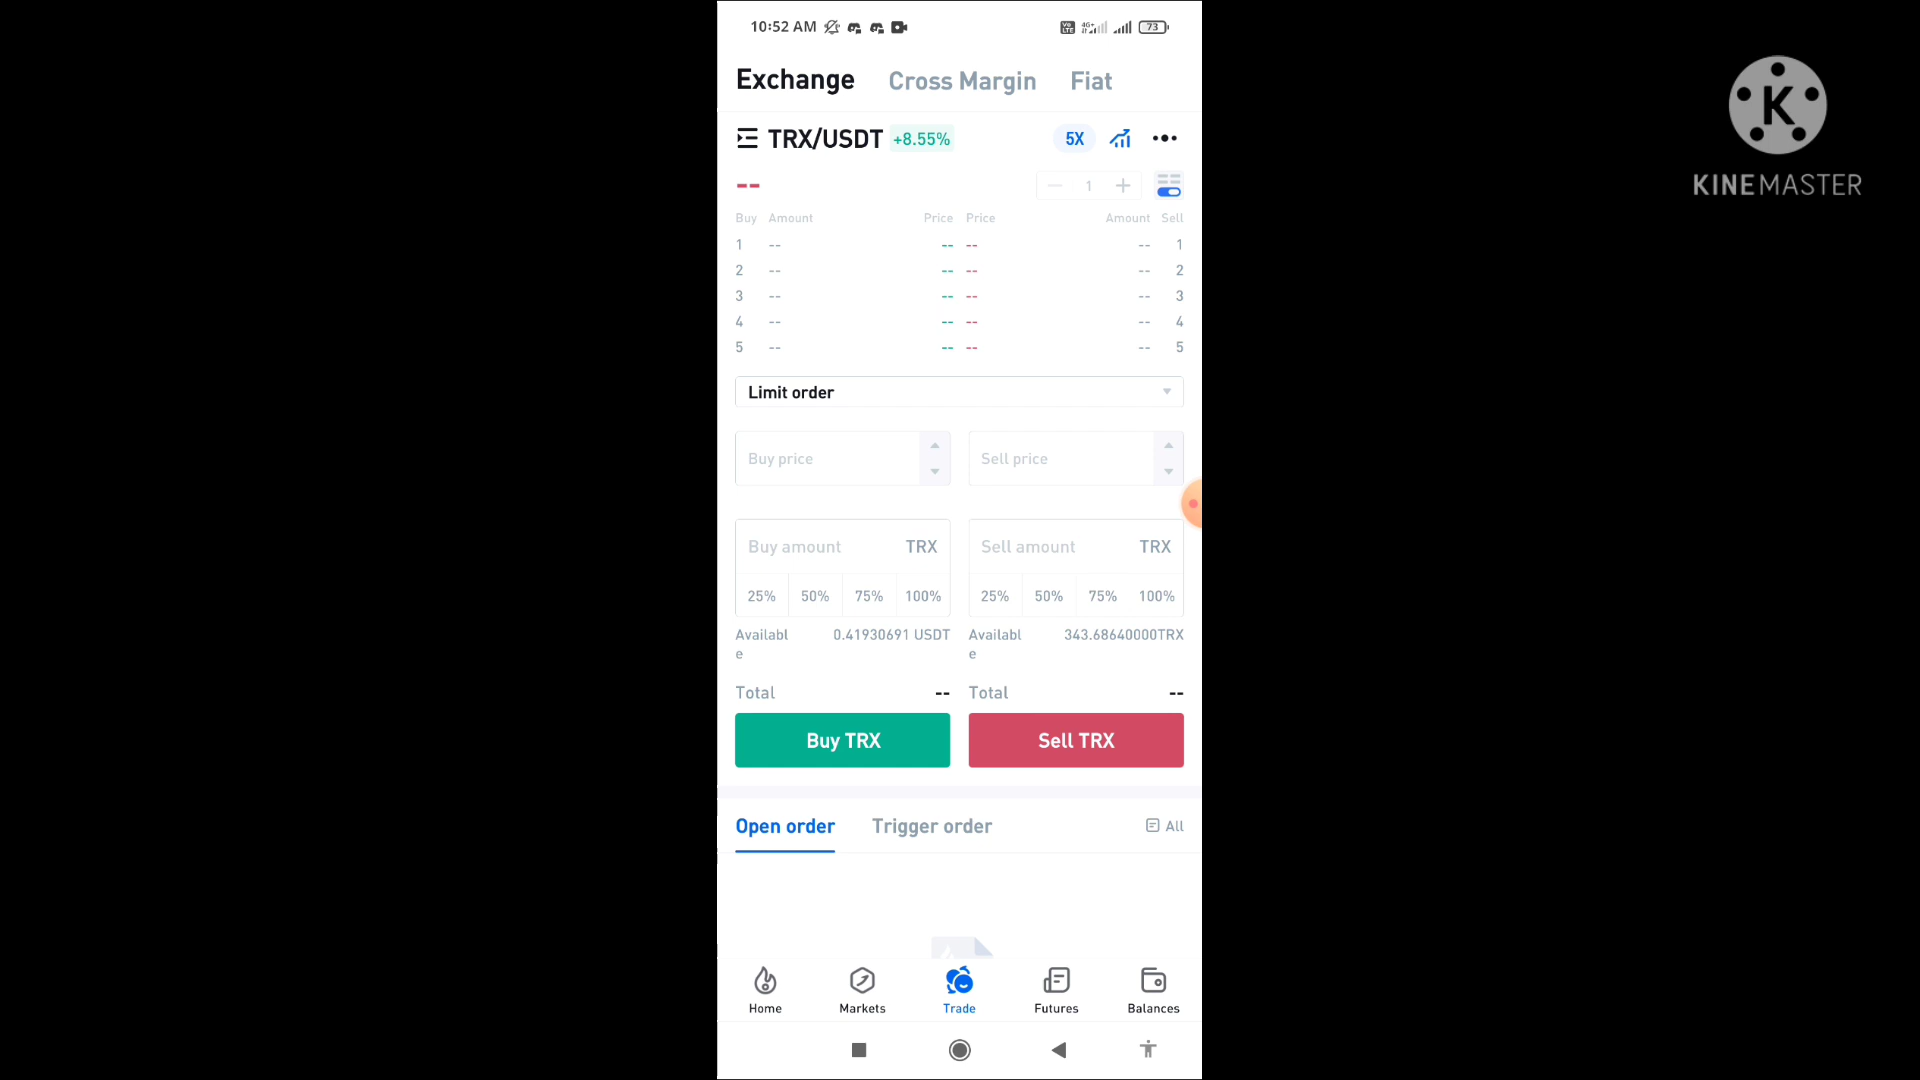 10:52 AM 4G+ 73
Exchange Cross Margin Fiat
TRX/USDT +8.55% 5X •••
-- 1 +
Buy Amount Price Price Amount Sell
1 -- -- -- -- 1
2 -- -- -- -- 2
3 -- -- -- -- 3
4 -- -- -- -- 4
5 -- -- -- -- 5
Limit order
Buy price Sell price
Buy amount TRX Sell amount TRX
25% 50% 75% 100% 25% 50% 75% 100%
Availabl 0.41930691 USDT Availabl 343.68640000TRX
e e
Total -- Total --
Buy TRX Sell TRX
Open order Trigger order All
Home Markets Trade Futures Balances
K
KINEMASTER